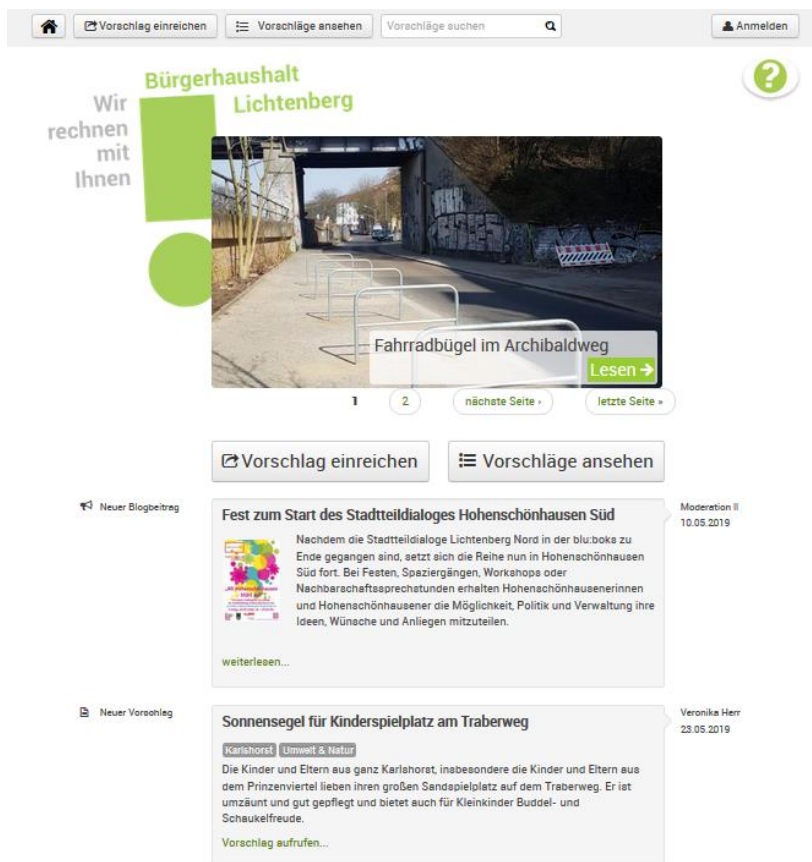 Vorschlag einreichen
Vorschläge ansehen
Vorschläge suchen
Anmelden
Bürgerhaushalt
Lichtenberg
Wir
rechnen
mit
Ihnen
?
Fahrradbügel im Archibaldweg
Lesen →
1 2 nächste Seite › letzte Seite »
Vorschlag einreichen
Vorschläge ansehen
Neuer Blogbeitrag
Fest zum Start des Stadtteildialoges Hohenschönhausen Süd
Moderation II
10.05.2019
Nachdem die Stadtteildialoge Lichtenberg Nord in der blu:boks zu
Ende gegangen sind, setzt sich die Reihe nun in Hohenschönhausen
Süd fort. Bei Festen, Spaziergängen, Workshops oder
Nachbarschaftssprechstunden erhalten Hohenschönhausenerinnen
und Hohenschönhausener die Möglichkeit, Politik und Verwaltung ihre
Ideen, Wünsche und Anliegen mitzuteilen.
weiterlesen...
Neuer Vorschlag
Sonnensegel für Kinderspielplatz am Traberweg
Veronika Herr
23.05.2019
Karlshorst Umwelt & Natur
Die Kinder und Eltern aus ganz Karlshorst, insbesondere die Kinder und Eltern aus
dem Prinzenviertel lieben ihren großen Sandspielplatz auf dem Traberweg. Er ist
umzäunt und gut gepflegt und bietet auch für Kleinkinder Buddel- und
Schaukelfreude.
Vorschlag aufrufen...